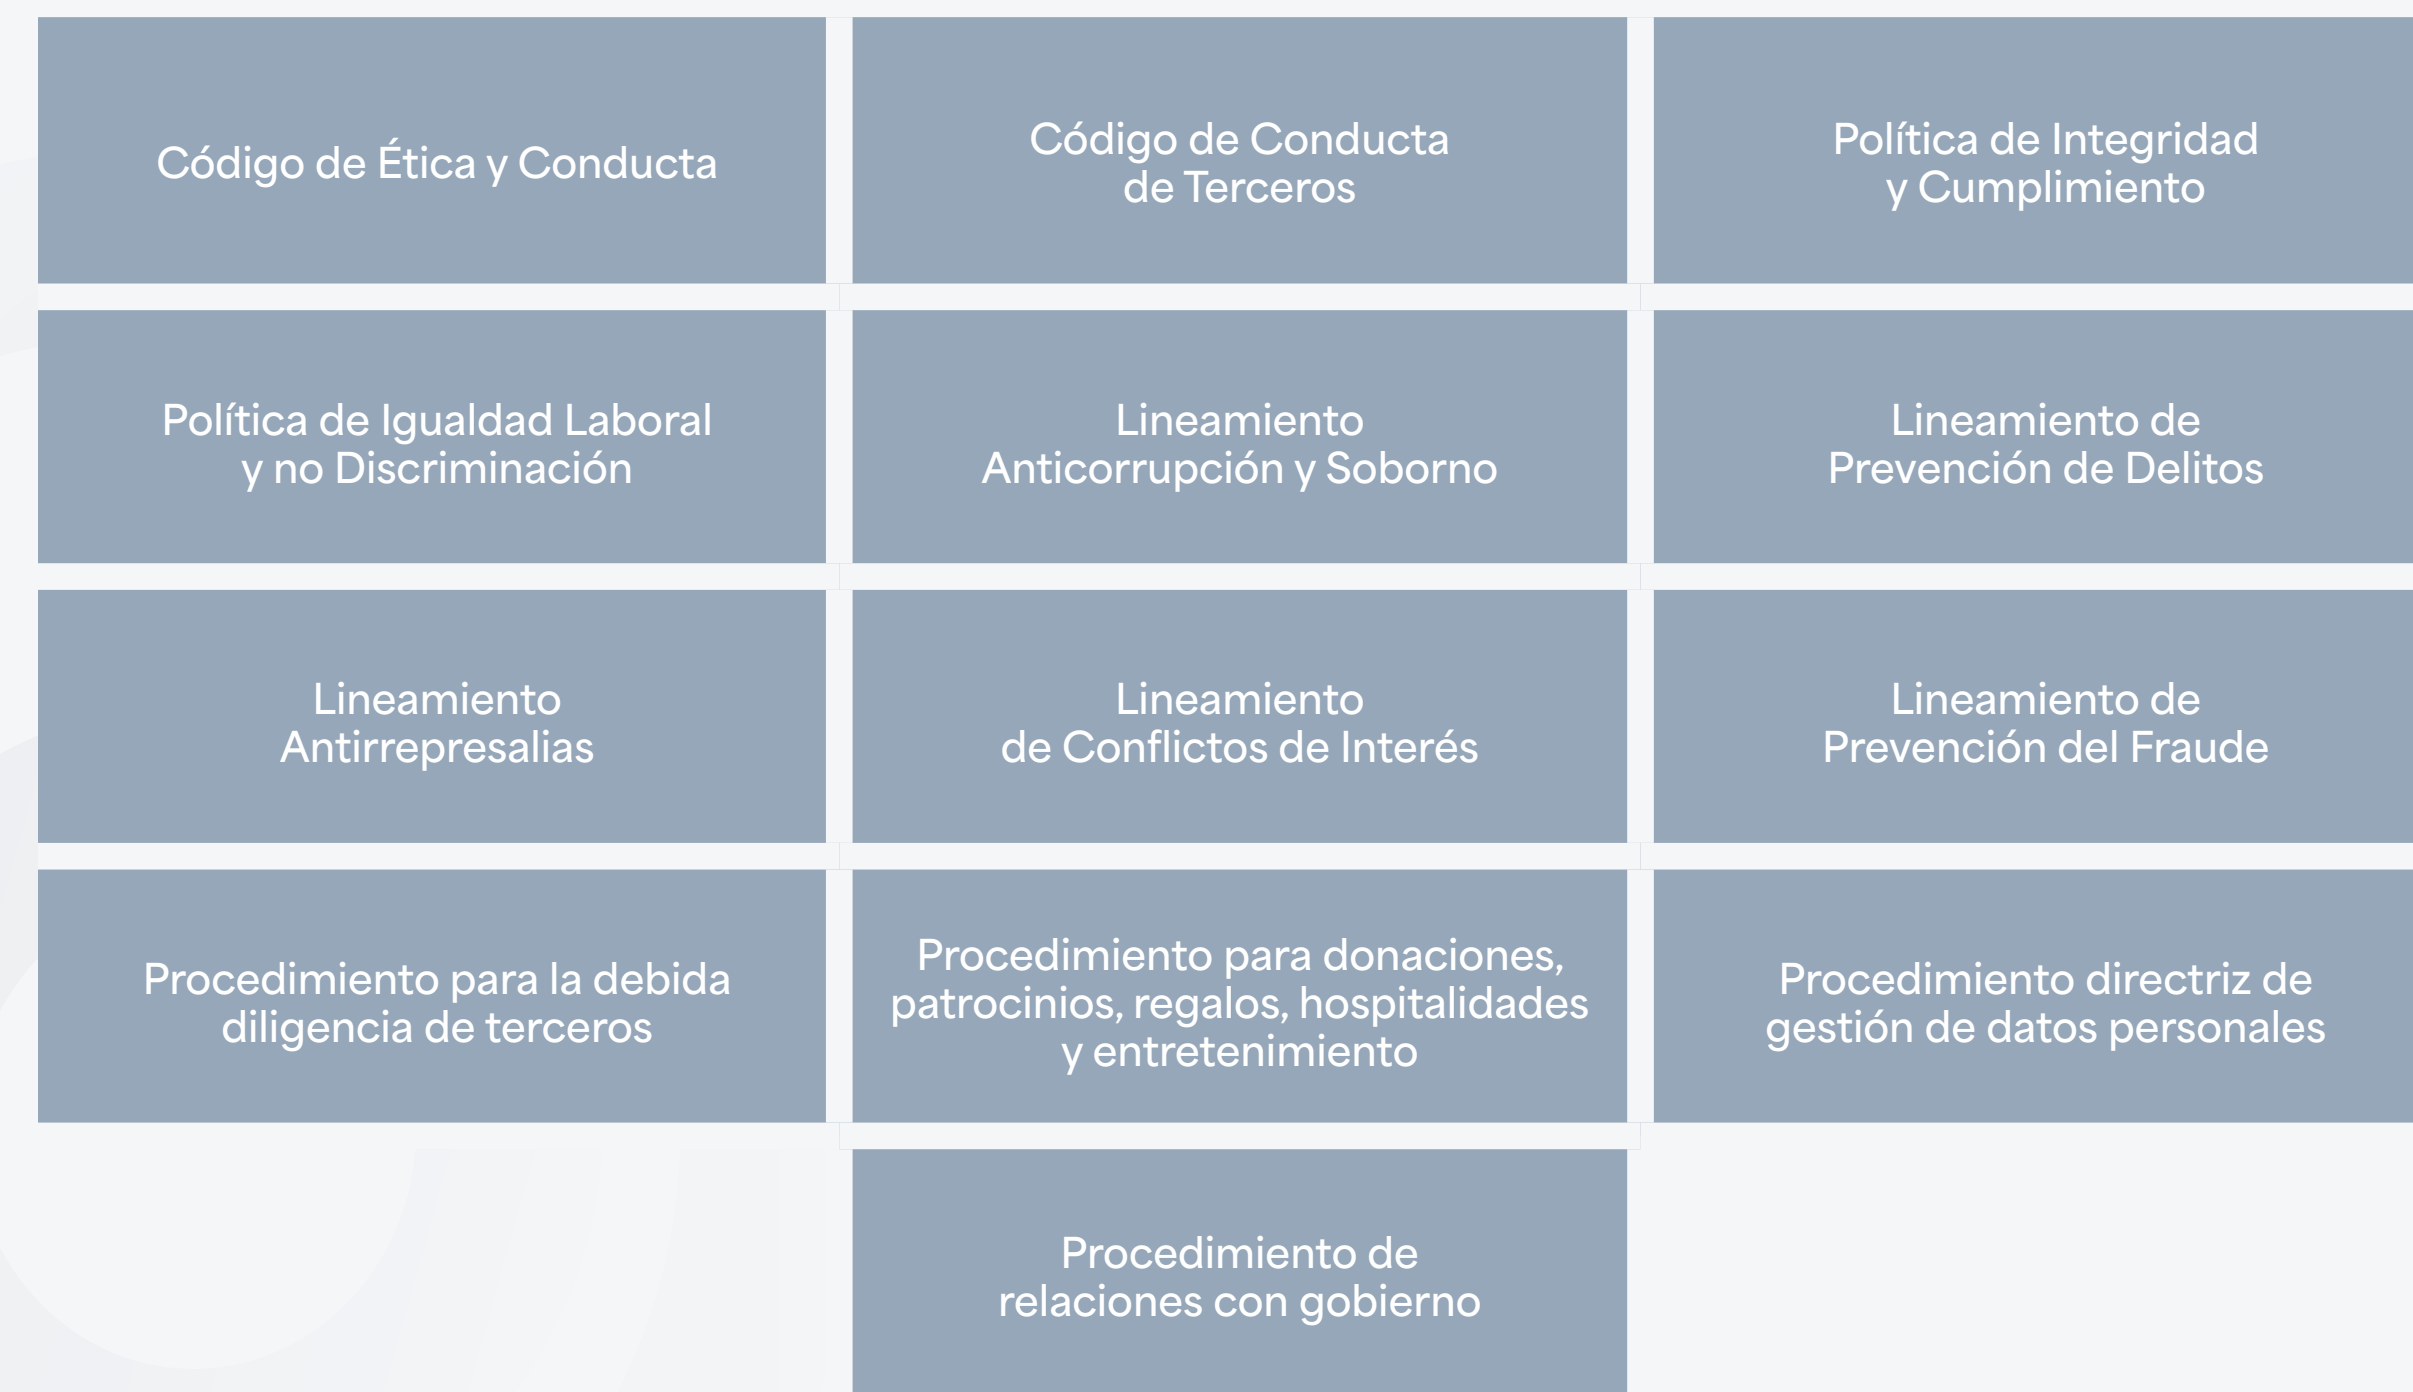 Código de Ética y Conducta
Código de Conducta
de Terceros
Política de Integridad
y Cumplimiento
Política de Igualdad Laboral
y no Discriminación
Lineamiento
Anticorrupción y Soborno
Lineamiento de
Prevención de Delitos
Lineamiento
Antirrepresalias
Lineamiento
de Conflictos de Interés
Lineamiento de
Prevención del Fraude
Procedimiento para la debida
diligencia de terceros
Procedimiento para donaciones,
patrocinios, regalos, hospitalidades
y entretenimiento
Procedimiento directriz de
gestión de datos personales
Procedimiento de
relaciones con gobierno